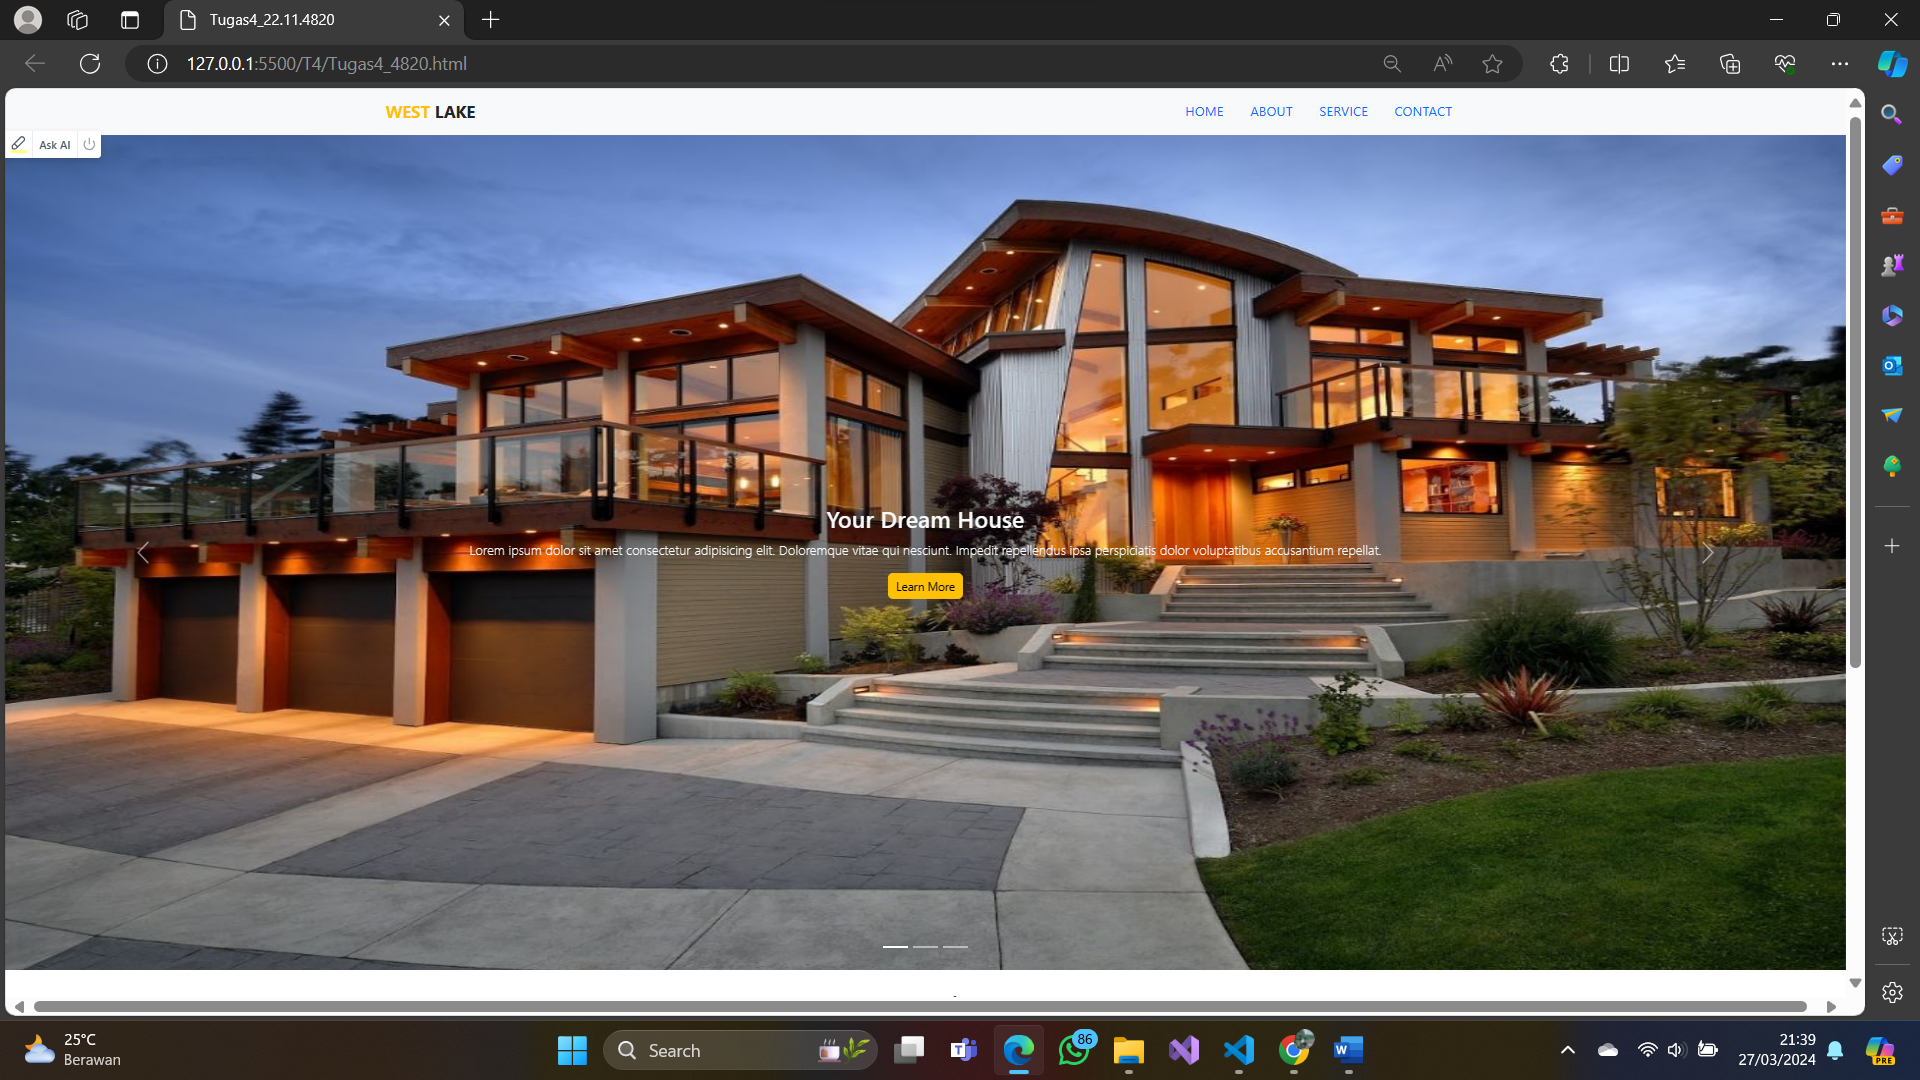 Tugas4_22.11.4820
127.0.0.1:5500/T4/Tugas4_4820.html
WEST LAKE
HOME ABOUT SERVICE CONTACT
Ask AI
Your Dream House
Lorem ipsum dolor sit amet consectetur adipisicing elit. Doloremque vitae qui nesciunt. Impedit repellendus ipsa perspiciatis dolor voluptatibus accusantium repellat.
Learn More
25°C
Berawan
Search
86
21:39
27/03/2024
PRE